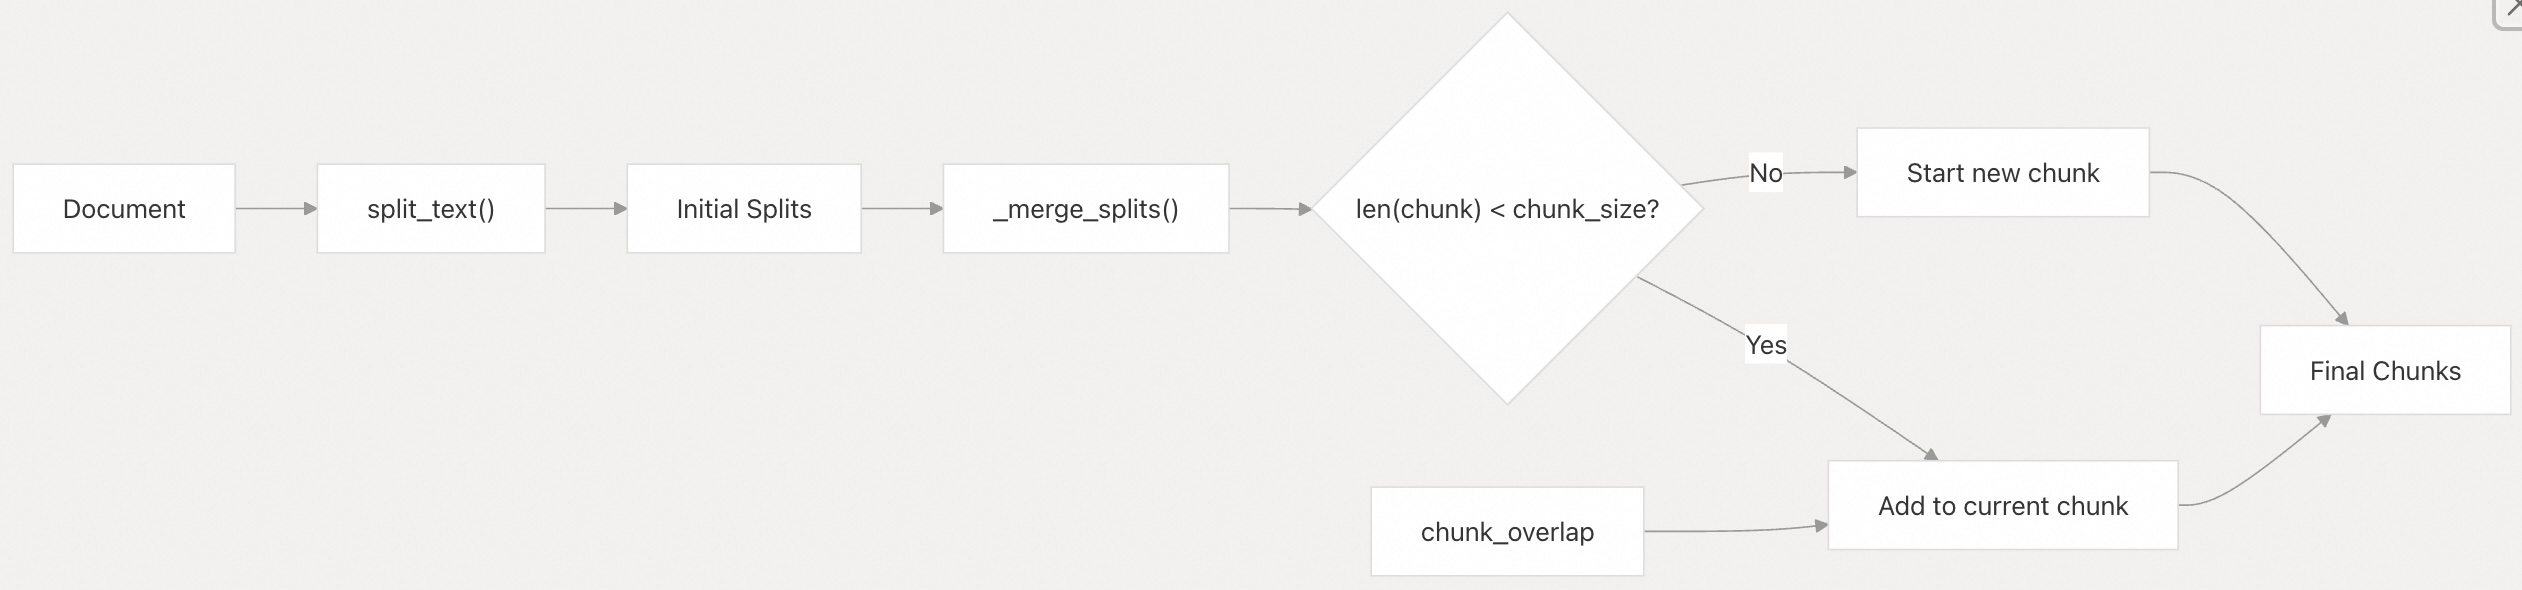 Document
split_text()
Initial Splits
_merge_splits()
len(chunk) < chunk_size?
No
Yes
Start new chunk
chunk_overlap
Add to current chunk
Final Chunks